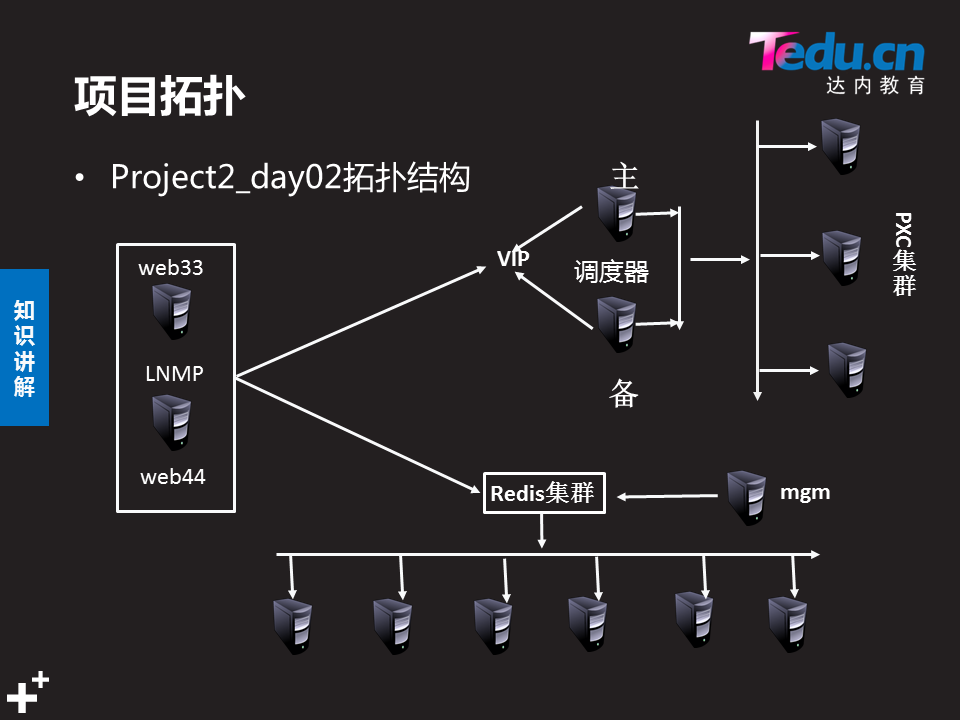 Tedu.cn
达内教育
项目拓扑
• Project2_day02拓扑结构
知识讲解
web33
LNMP
web44
VIP
主
调度器
备
PXC集群
Redis集群
mgm